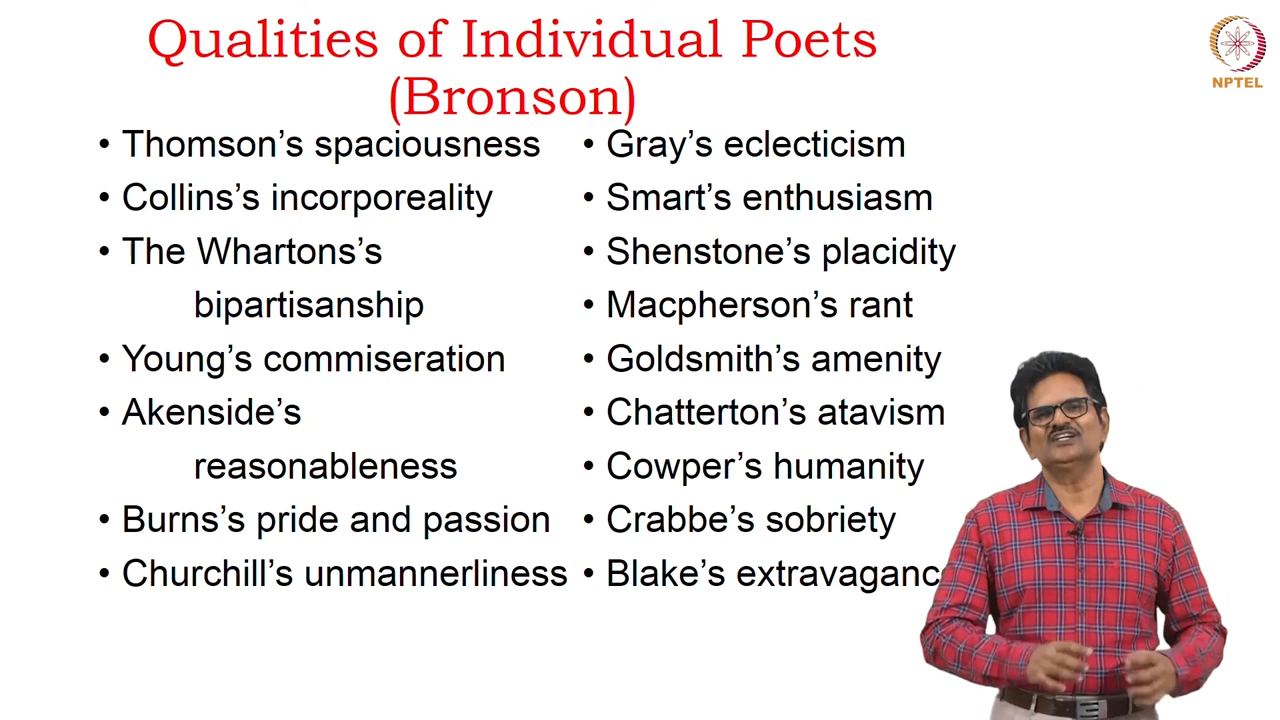 Qualities of Individual Poets
(Bronson)
NPTEL
• Thomson’s spaciousness
• Collins’s incorporeality
• The Whartons’s
bipartisanship
• Young’s commiseration
• Akenside’s
reasonableness
• Burns’s pride and passion
• Churchill’s unmannerliness
• Gray’s eclecticism
• Smart’s enthusiasm
• Shenstone’s placidity
• Macpherson’s rant
• Goldsmith’s amenity
• Chatterton’s atavism
• Cowper’s humanity
• Crabbe’s sobriety
• Blake’s extravaganc